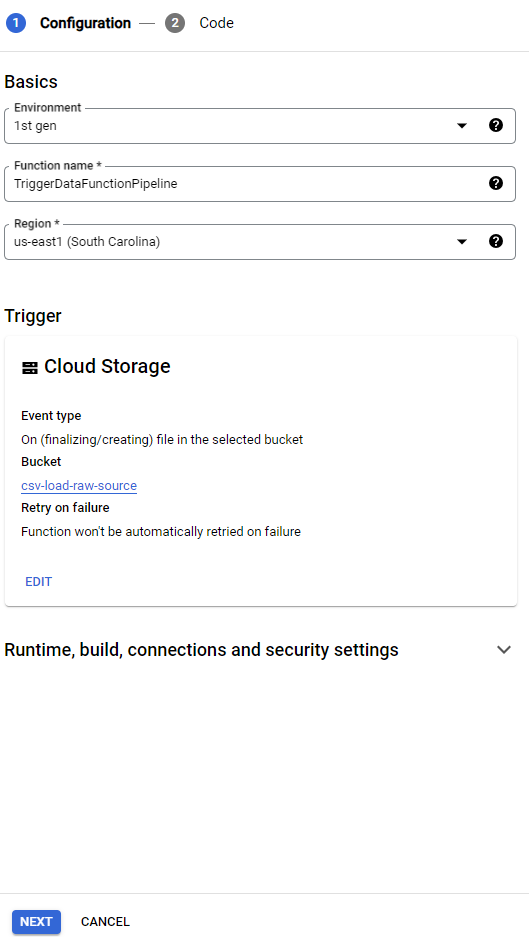 1 Configuration — 2 Code
Basics
Environment
1st gen
Function name *
TriggerDataFunctionPipeline
Region *
us-east1 (South Carolina)
Trigger
Cloud Storage
Event type
On (finalizing/creating) file in the selected bucket
Bucket
csv-load-raw-source
Retry on failure
Function won't be automatically retried on failure
EDIT
Runtime, build, connections and security settings
NEXT CANCEL